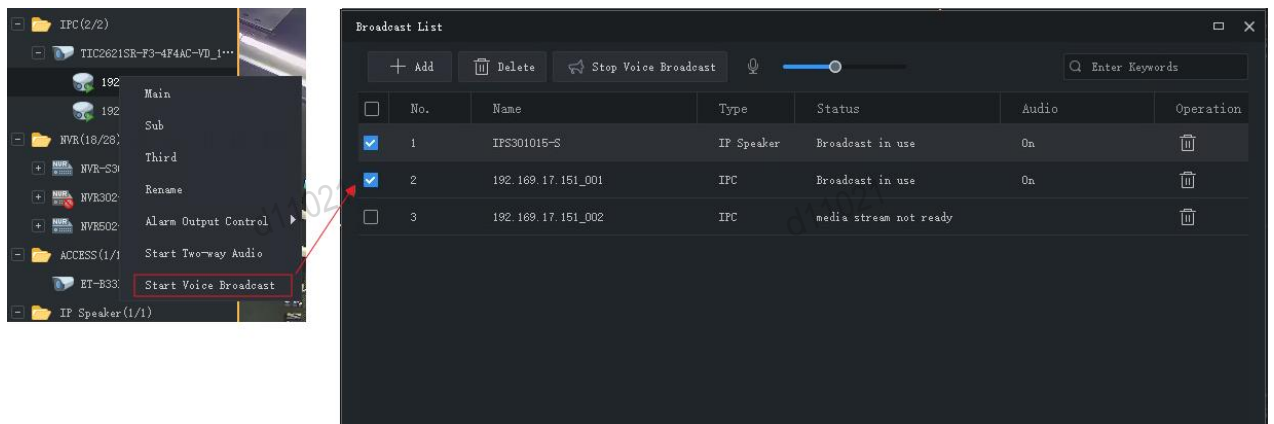 IPC(2/2)
TIC2621SR-F3-4F4AC-VD_1···
192
192
NVR(18/28)
NVR-S30
NVR302-
NVR502-
ACCESS(1/1
ET-B33
IP Speaker(1/1)
Main
Sub
Third
Rename
Alarm Output Control
Start Two-way Audio
Start Voice Broadcast
Broadcast List
Add Delete Stop Voice Broadcast Enter Keywords
No. Name Type Status Audio Operation
1 IPS301015-S IP Speaker Broadcast in use On
2 192.169.17.151_001 IPC Broadcast in use On
3 192.169.17.151_002 IPC media stream not ready
d11021
d11021